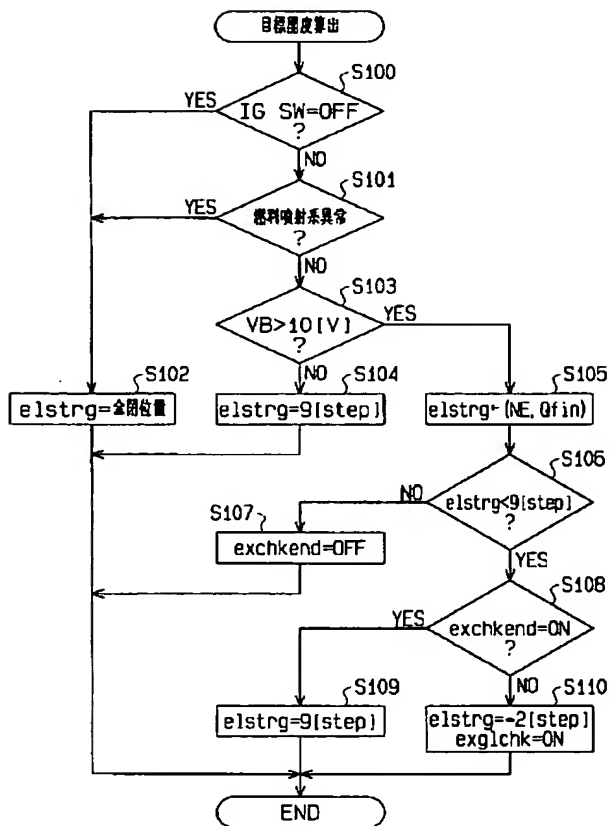 目標開度算出
S100
YES
IG SW=OFF
?
NO
S101
YES
燃料噴射系異常
?
NO
S103
VB>10[V]
YES
?
S102
NO
S104
S105
elstrg=全閉位置
elstrg=9[step]
elstrg←(NE,Qfin)
S106
NO
elstrg<9[step]
?
S107
exchkend=OFF
YES
S108
YES
exchkend=ON
?
S109
NO
S110
elstrg=9[step]
elstrg=-2[step]
exglchk=ON
END